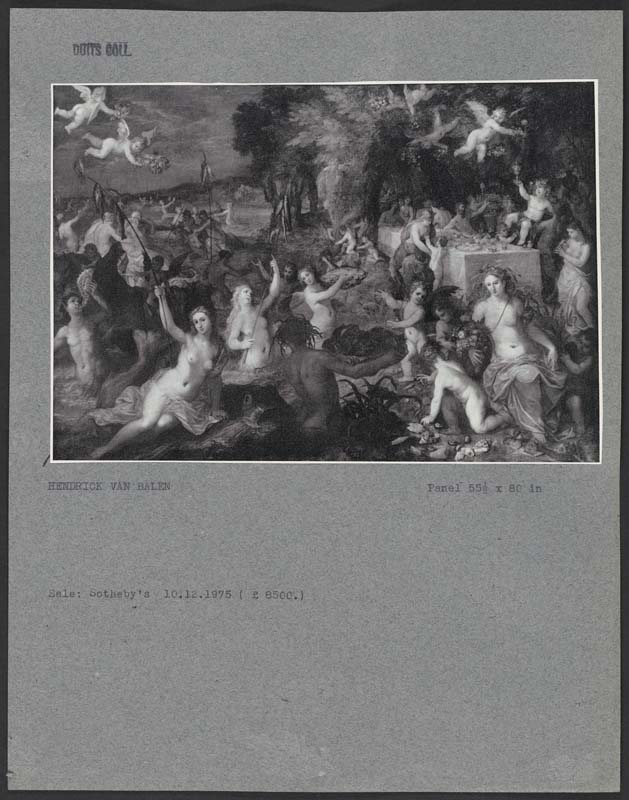 DUITS COLL.
HENDRICK VAN BALEN
Panel 55½ x 80 in
Sale: Sotheby's 10.12.1975 ( £ 8500.)